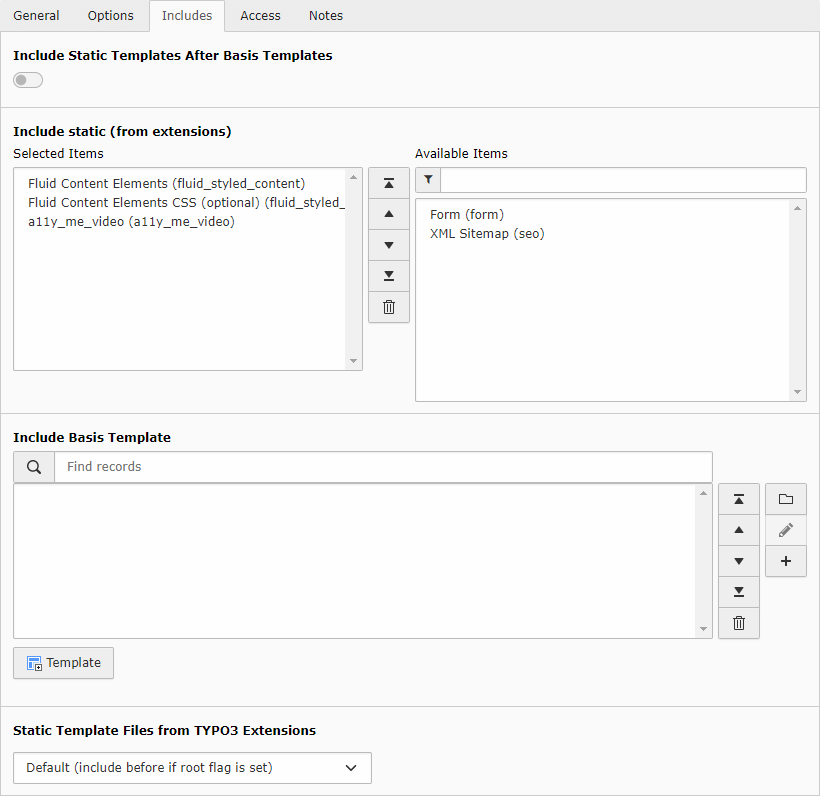 General Options Includes Access Notes
Include Static Templates After Basis Templates
Include static (from extensions)
Selected Items
Available Items
Fluid Content Elements (fluid_styled_content)
Fluid Content Elements CSS (optional) (fluid_styled_
a11y_me_video (a11y_me_video)
Form (form)
XML Sitemap (seo)
Include Basis Template
Find records
Template
Static Template Files from TYPO3 Extensions
Default (include before if root flag is set)